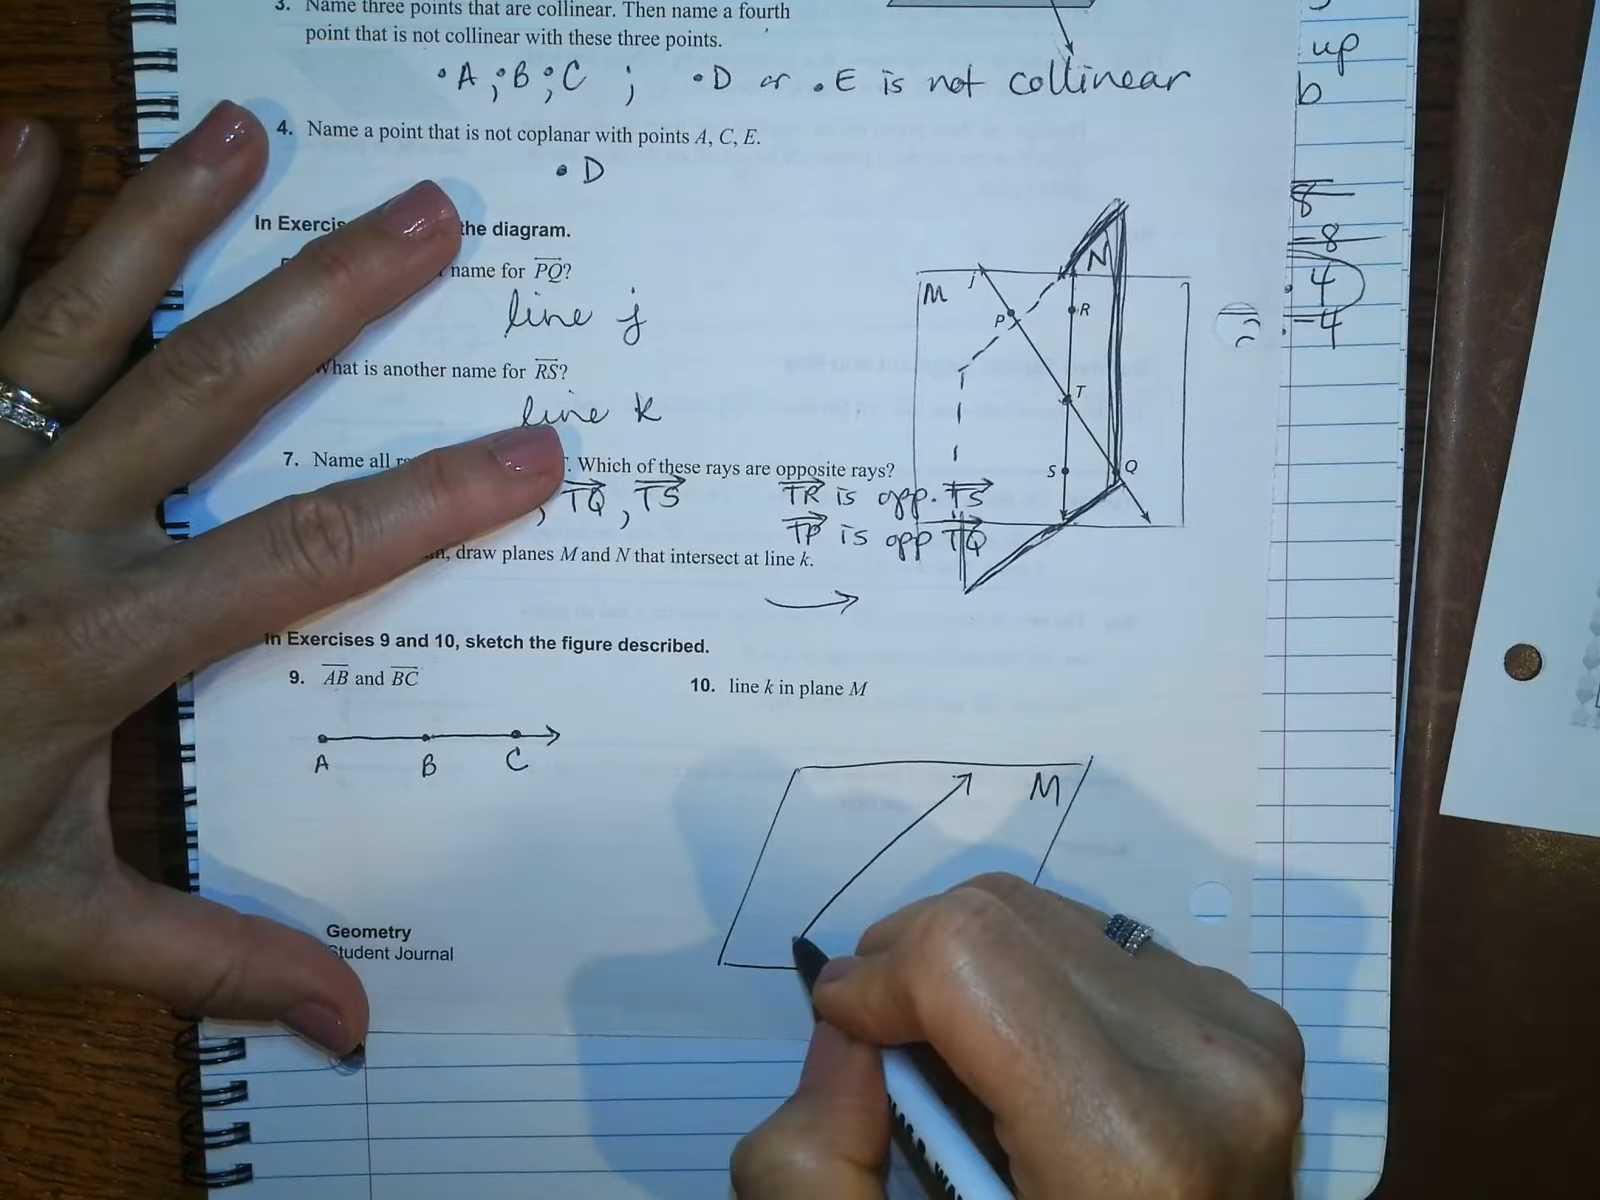 3. Name three points that are collinear. Then name a fourth
point that is not collinear with these three points.
• A ; • B ; • C ; • D or • E is not collinear
4. Name a point that is not coplanar with points A, C, E.
• D
In Exercis the diagram.
name for PQ?
line j
What is another name for RS?
line k
7. Name all . Which of these rays are opposite rays?
, TQ , TS TR is opp. TS
TP is opp TQ
, draw planes M and N that intersect at line k.
M j N
P R
T
S Q
In Exercises 9 and 10, sketch the figure described.
9. AB and BC
10. line k in plane M
A B C
M
Geometry
Student Journal
up
b
8
-8
4
-4